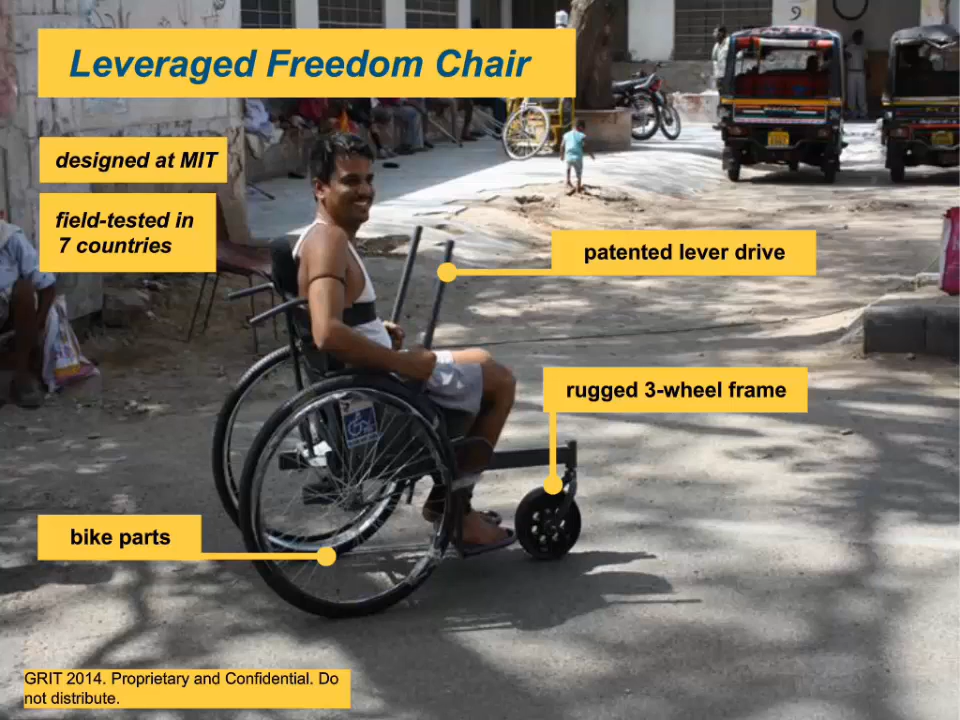 Leveraged Freedom Chair
designed at MIT
field-tested in
7 countries
patented lever drive
rugged 3-wheel frame
bike parts
GRIT 2014. Proprietary and Confidential. Do
not distribute.